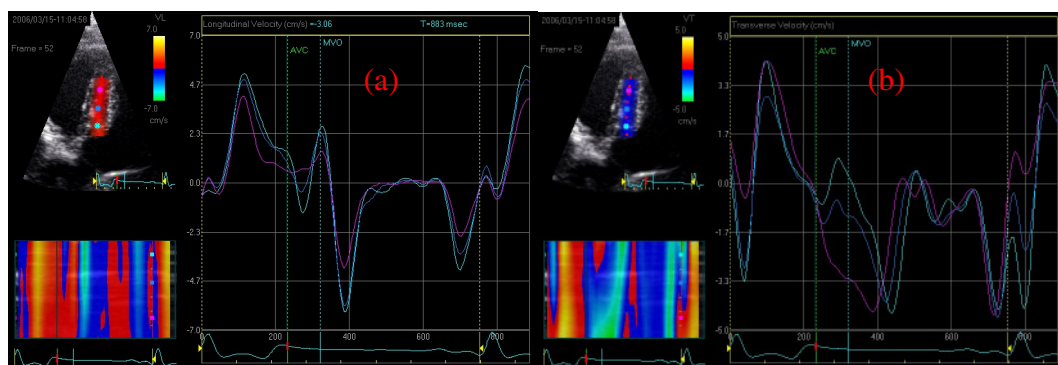 2006/03/15-11:04:58
VL
7.0
Frame = 52
-7.0
cm/s
Longitudinal Velocity (cm/s) =-3.06
T=883 msec
7.0
AVC
MVO
4.7
(a)
2.3
0.0
-2.3
-4.7
-7.0
200
400
600
800
2006/03/15-11:04:58
VT
5.0
Frame = 52
-5.0
cm/s
Transverse Velocity (cm/s)
5.0
AVC
MVO
3.3
(b)
1.7
0.0
-1.7
-3.3
-5.0
200
400
600
800